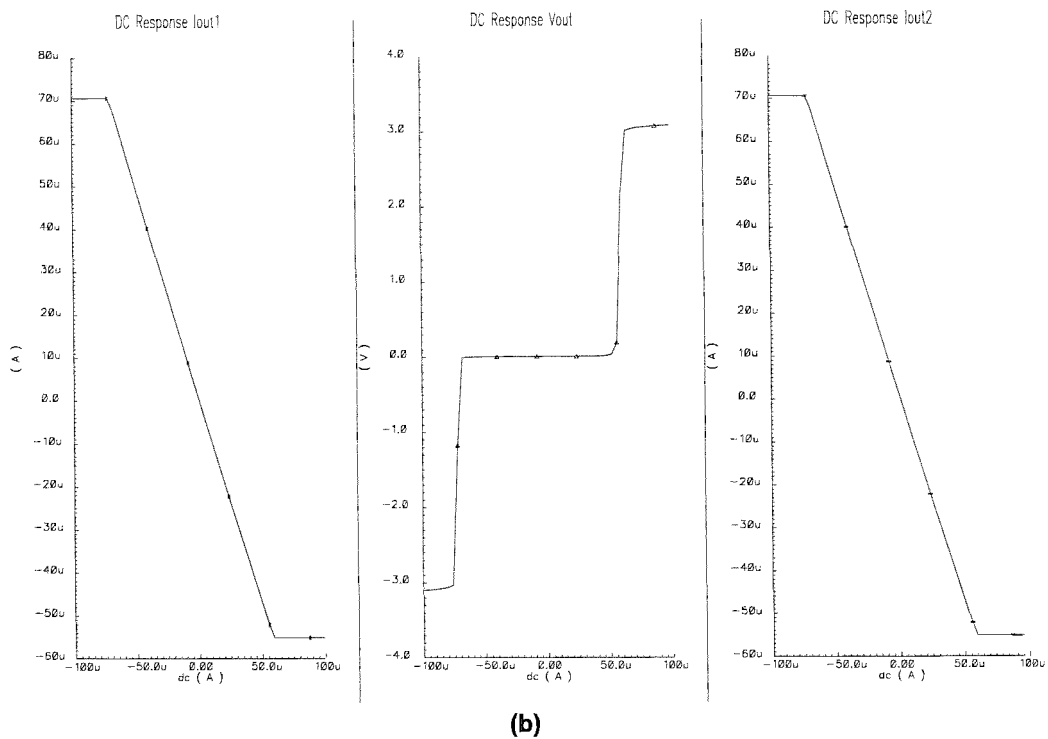 DC Response Iout1
80u
70u
60u
50u
40u
30u
20u
10u
0.0
-10u
-20u
-30u
-40u
-50u
-60u
( A )
-100u -50.0u 0.00 50.0u 100u
dc ( A )
DC Response Vout
4.0
3.0
2.0
1.0
0.0
-1.0
-2.0
-3.0
-4.0
( V )
-100u -50.0u 0.00 50.0u 100u
dc ( A )
DC Response Iout2
80u
70u
60u
50u
40u
30u
20u
10u
0.0
-10u
-20u
-30u
-40u
-50u
-60u
( A )
-100u -50.0u 0.00 50.0u 100u
dc ( A )
(b)